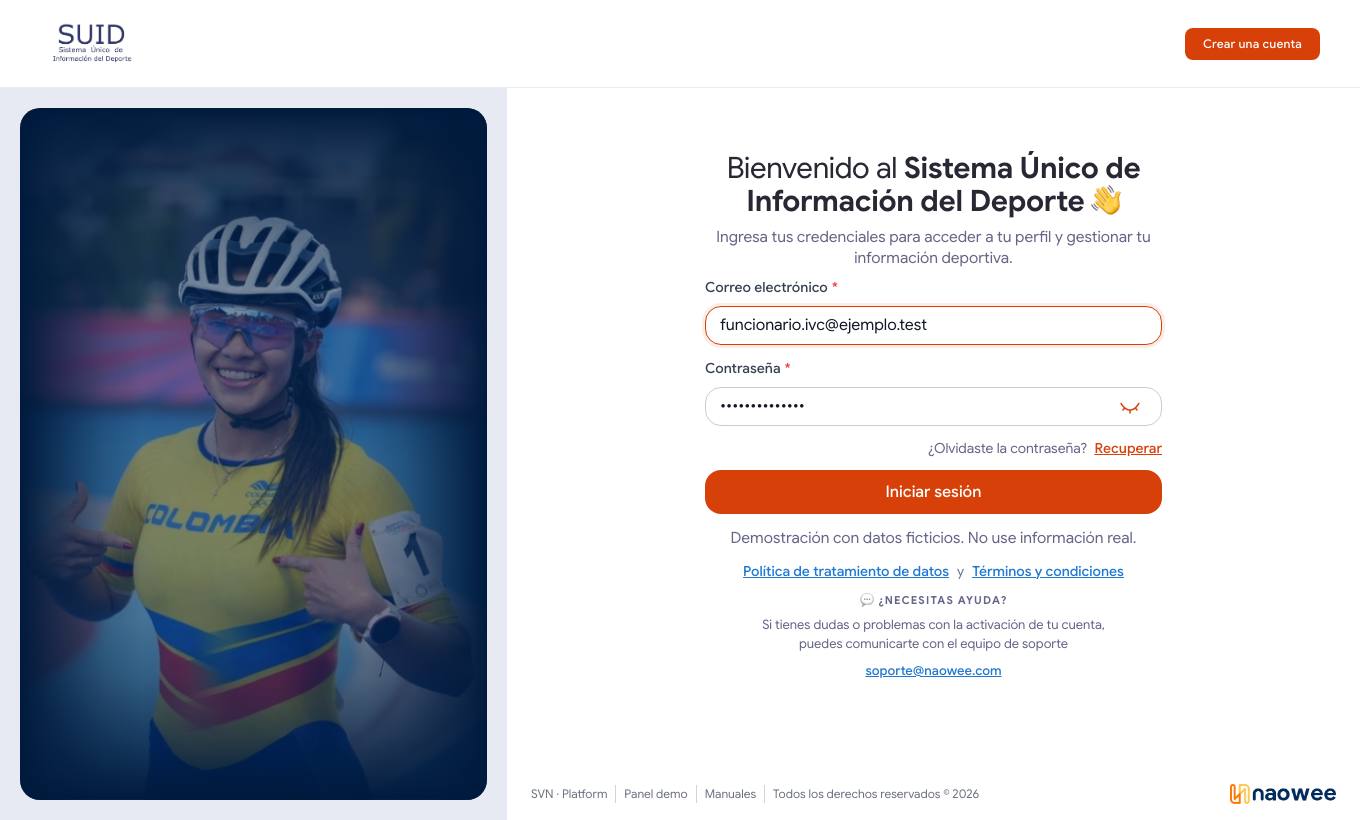 SUID
Sistema Único de
Información del Deporte
Crear una cuenta
COLOMBIA
1
Bienvenido al Sistema Único de
Información del Deporte 👋
Ingresa tus credenciales para acceder a tu perfil y gestionar tu
información deportiva.
Correo electrónico *
funcionario.ivc@ejemplo.test
Contraseña *
••••••••••••••
¿Olvidaste la contraseña? Recuperar
Iniciar sesión
Demostración con datos ficticios. No use información real.
Política de tratamiento de datos y Términos y condiciones
💬 ¿NECESITAS AYUDA?
Si tienes dudas o problemas con la activación de tu cuenta,
puedes comunicarte con el equipo de soporte
soporte@naowee.com
SVN · Platform | Panel demo | Manuales | Todos los derechos reservados © 2026
naowee